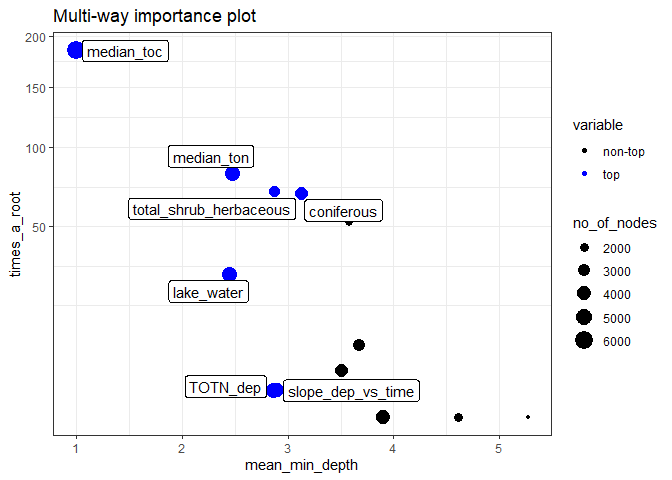 Multi-way importance plot
200
150
100
50
times_a_root
median_toc
median_ton
total_shrub_herbaceous
coniferous
lake_water
TOTN_dep
slope_dep_vs_time
1
2
3
4
5
mean_min_depth
variable
non-top
top
no_of_nodes
2000
3000
4000
5000
6000